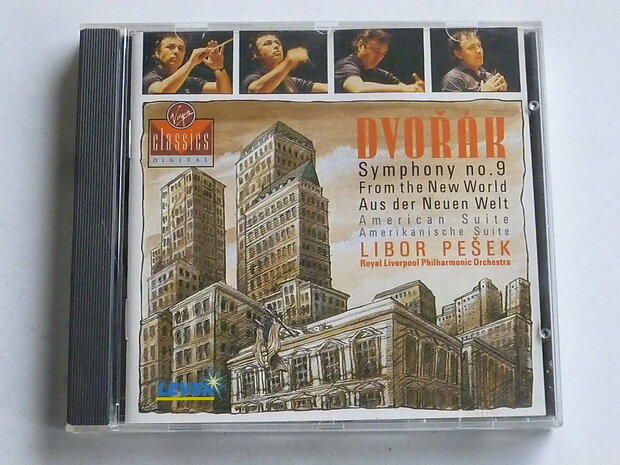 Virgin
classics
DIGITAL
DVOŘÁK
Symphony no.9
From the New World
Aus der Neuen Welt
American Suite
Amerikanische Suite
LIBOR PEŠEK
Royal Liverpool Philharmonic Orchestra